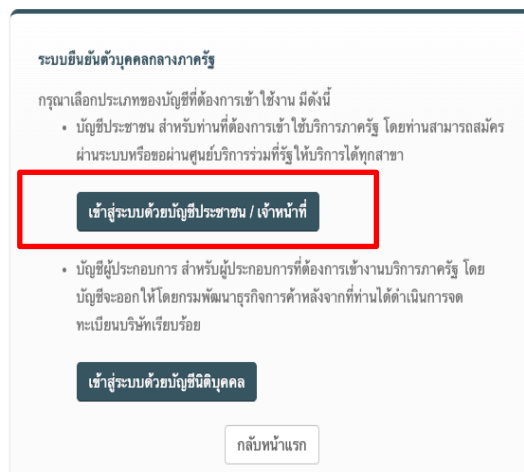 ระบบยืนยันตัวบุคคลกลางภาครัฐ
กรุณาเลือกประเภทของบัญชีที่ต้องการเข้าใช้งาน มีดังนี้
• บัญชีประชาชน สำหรับท่านที่ต้องการเข้าใช้บริการภาครัฐ โดยท่านสามารถสมัคร
ผ่านระบบหรือขอผ่านศูนย์บริการร่วมที่รัฐให้บริการได้ทุกสาขา
เข้าสู่ระบบด้วยบัญชีประชาชน / เจ้าหน้าที่
• บัญชีผู้ประกอบการ สำหรับผู้ประกอบการที่ต้องการเข้างานบริการภาครัฐ โดย
บัญชีจะออกให้โดยกรมพัฒนาธุรกิจการค้าหลังจากที่ท่านได้ดำเนินการจด
ทะเบียนบริษัทเรียบร้อย
เข้าสู่ระบบด้วยบัญชีนิติบุคคล
กลับหน้าแรก